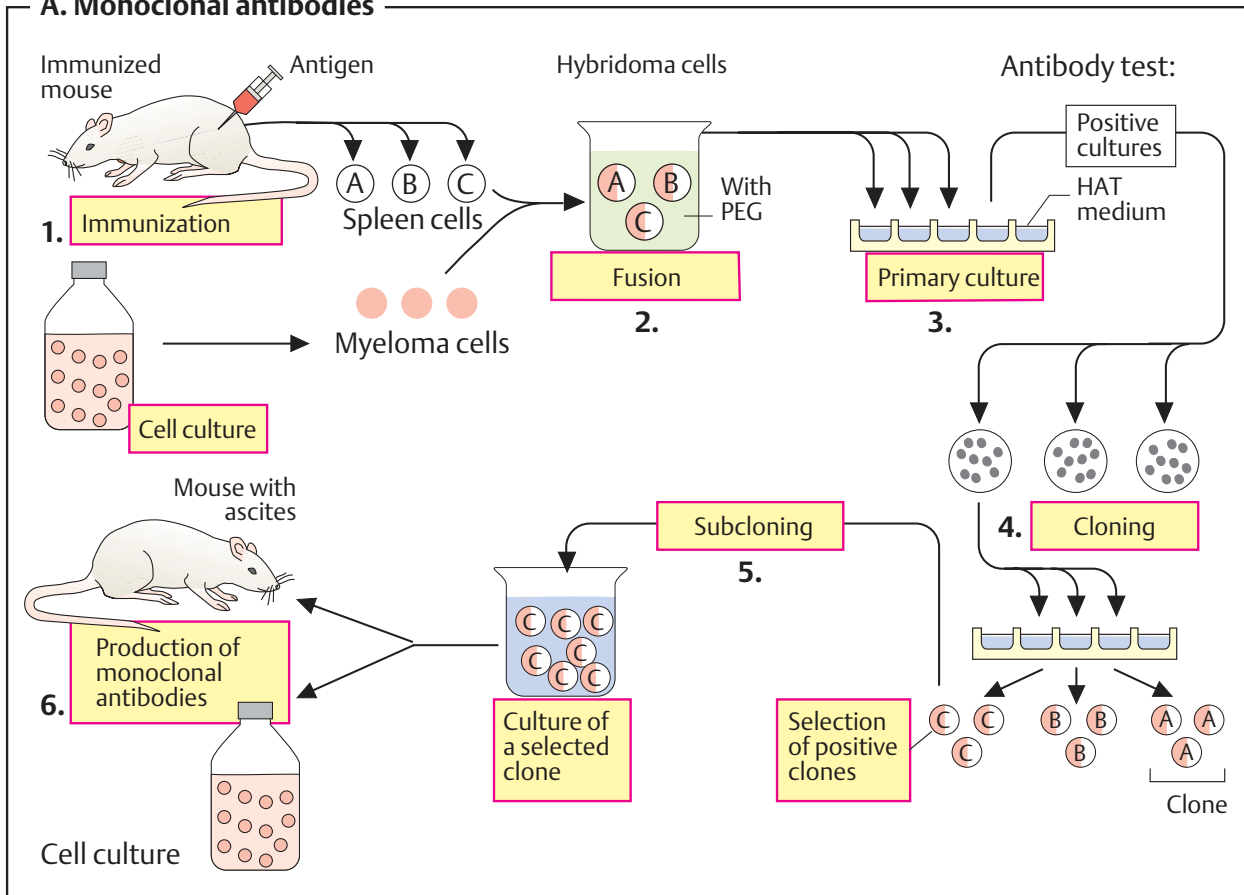 A. Monoclonal antibodies
Immunized
mouse
Antigen
A
B
C
Spleen cells
1.
Immunization
Cell culture
Myeloma cells
Hybridoma cells
A
B
C
With
PEG
Fusion
2.
Antibody test:
Positive
cultures
HAT
medium
Primary culture
3.
4.
Cloning
C
C
C
B
B
B
A
A
A
Clone
Selection
of positive
clones
Subcloning
5.
C
C
C
C
C
C
C
C
Culture of
a selected
clone
Mouse with
ascites
6.
Production of
monoclonal
antibodies
Cell culture